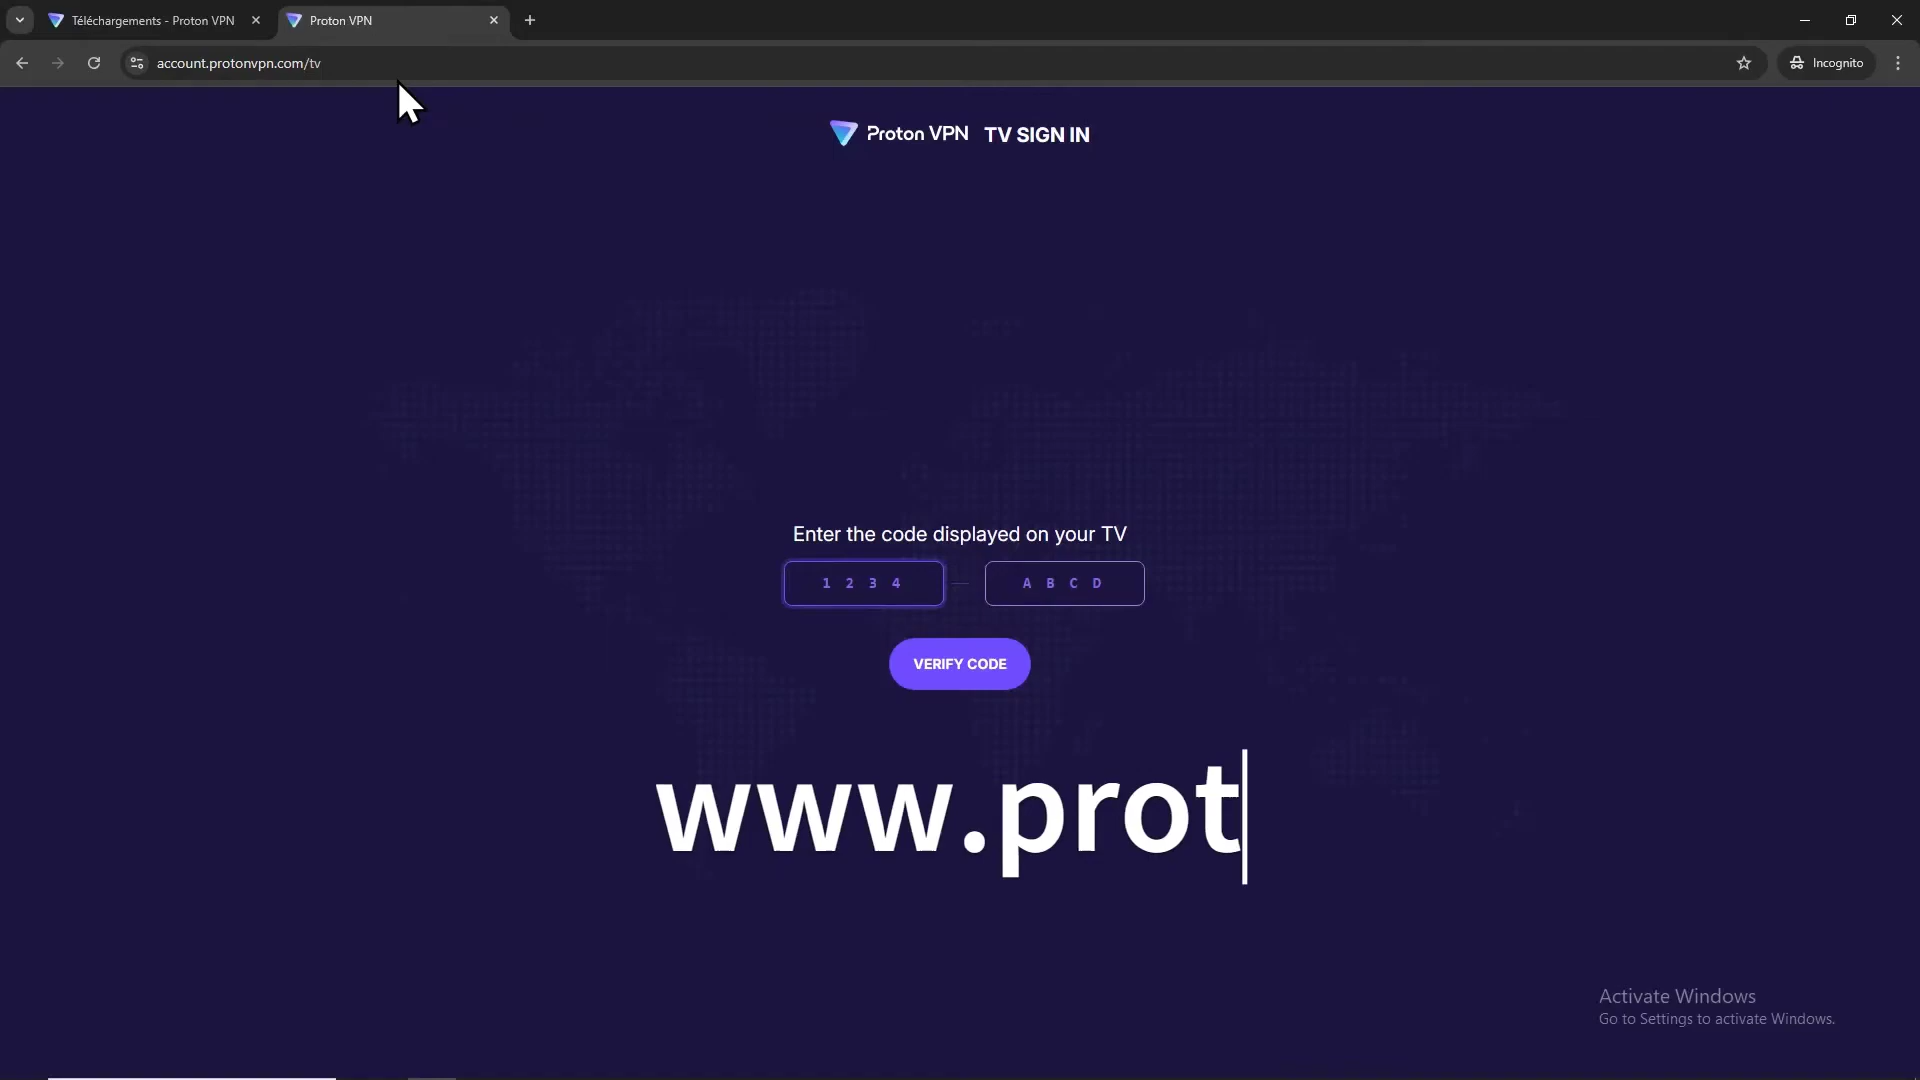 Téléchargements - Proton VPN
Proton VPN
account.protonvpn.com/tv
Incognito
Proton VPN TV SIGN IN
Enter the code displayed on your TV
1 2 3 4
A B C D
VERIFY CODE
www.prot
Activate Windows
Go to Settings to activate Windows.